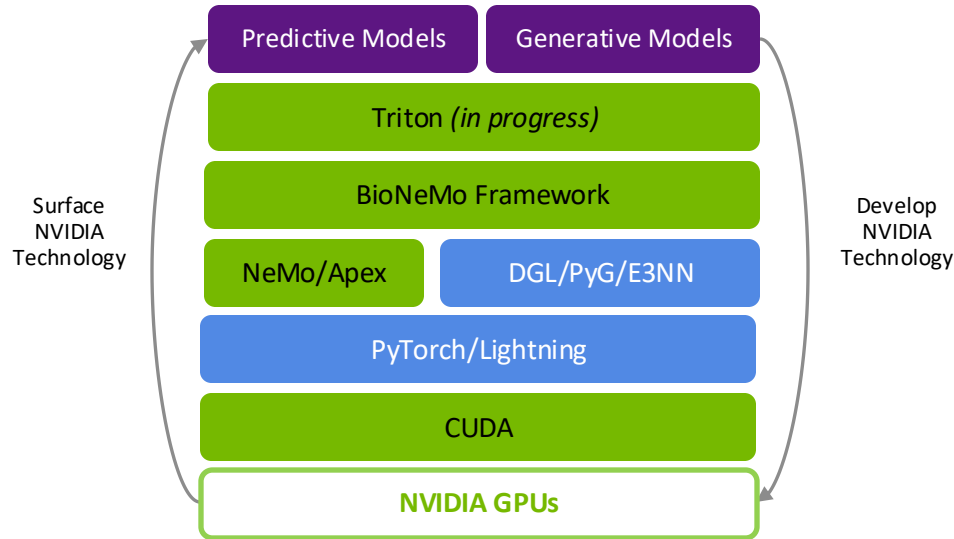 Predictive Models
Generative Models
Triton (in progress)
BioNeMo Framework
Surface
NVIDIA
Technology
Develop
NVIDIA
Technology
NeMo/Apex
DGL/PyG/E3NN
PyTorch/Lightning
CUDA
NVIDIA GPUs